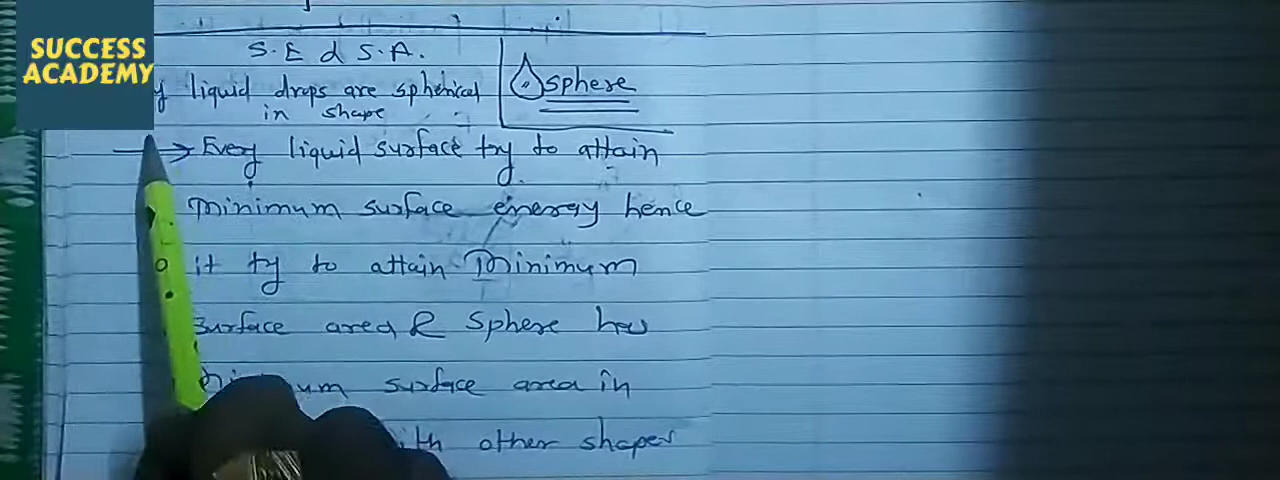 SUCCESS
ACADEMY
S.E d S.A.
y liquid drops are spherical
in shape
sphere
→ Every liquid surface try to attain
Minimum surface energy hence
it try to attain Minimum
surface area & Sphere has
surface area in
other shapes